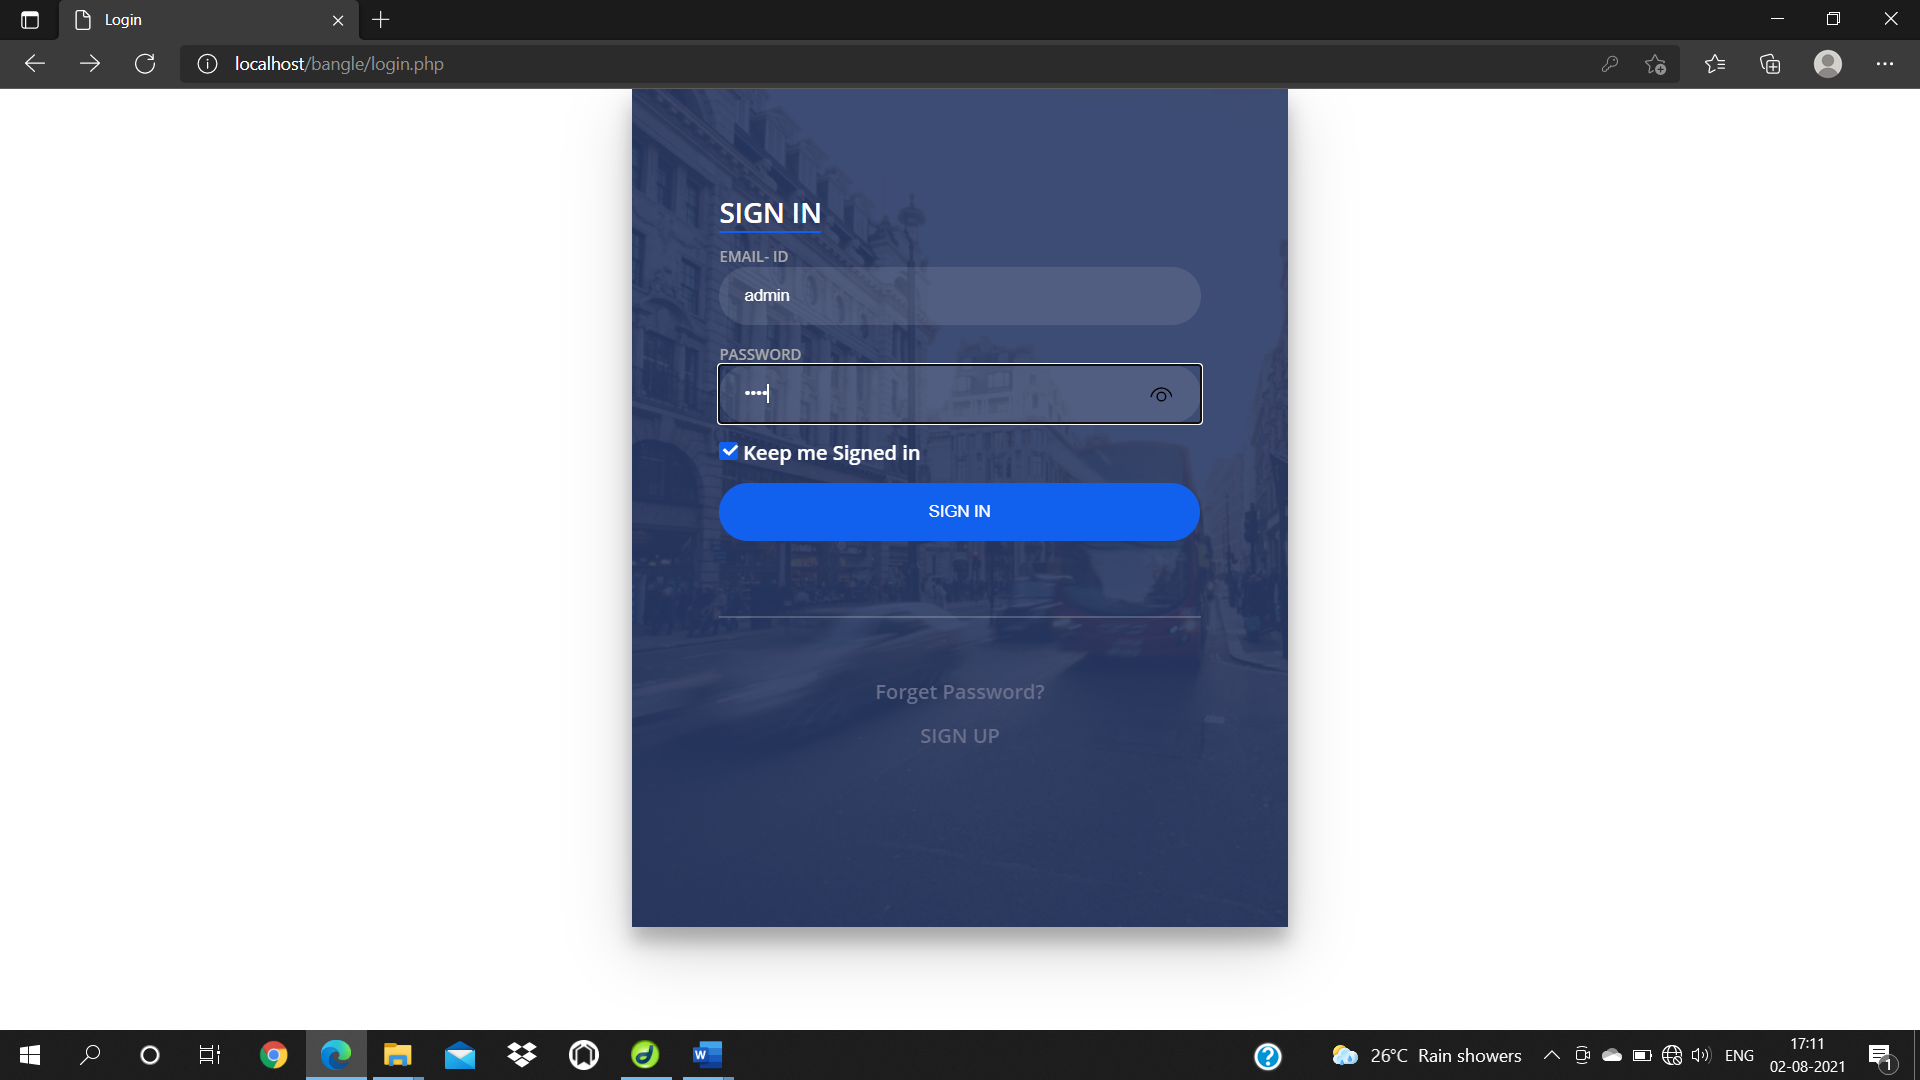 Login
localhost/bangle/login.php
SIGN IN
EMAIL- ID
admin
PASSWORD
••••
Keep me Signed in
SIGN IN
Forget Password?
SIGN UP
26°C Rain showers
ENG
17:11
02-08-2021
1